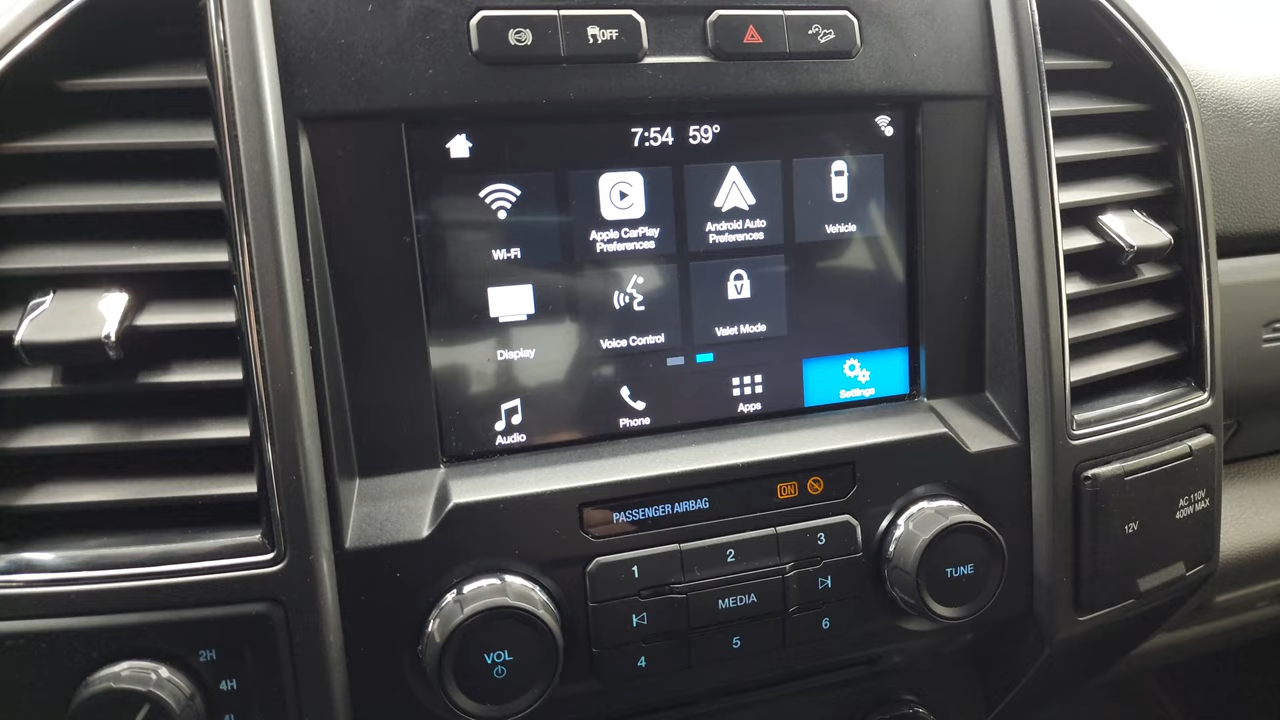 OFF
7:54 59°
Wi-Fi
Apple CarPlay
Preferences
Android Auto
Preferences
Vehicle
Display
Voice Control
Valet Mode
Audio
Phone
Apps
Settings
PASSENGER AIRBAG ON
1 2 3
MEDIA
4 5 6
VOL
TUNE
12V
AC 110V
400W MAX
2H
4H
4L